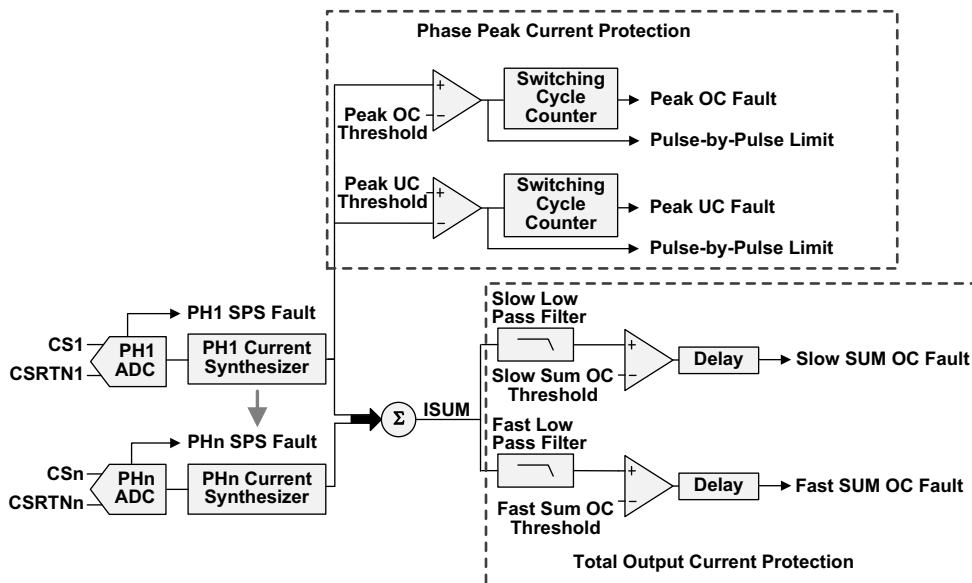 Phase Peak Current Protection
+
Peak OC
Threshold
−
Switching
Cycle
Counter
Peak OC Fault
Pulse-by-Pulse Limit
Peak UC
Threshold
+
−
Switching
Cycle
Counter
Peak UC Fault
Pulse-by-Pulse Limit
PH1 SPS Fault
CS1
CSRTN1
PH1
ADC
PH1 Current
Synthesizer
PHn SPS Fault
CSn
CSRTNn
PHn
ADC
PHn Current
Synthesizer
Σ
ISUM
Slow Low
Pass Filter
+
Slow Sum OC
Threshold
−
Delay
Slow SUM OC Fault
Fast Low
Pass Filter
+
Fast Sum OC
Threshold
−
Delay
Fast SUM OC Fault
Total Output Current Protection